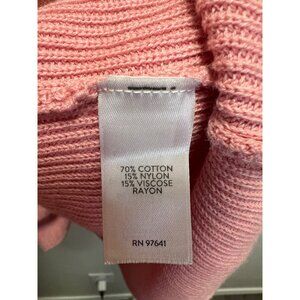 70% COTTON
15% NYLON
15% VISCOSE
RAYON
RN 97641